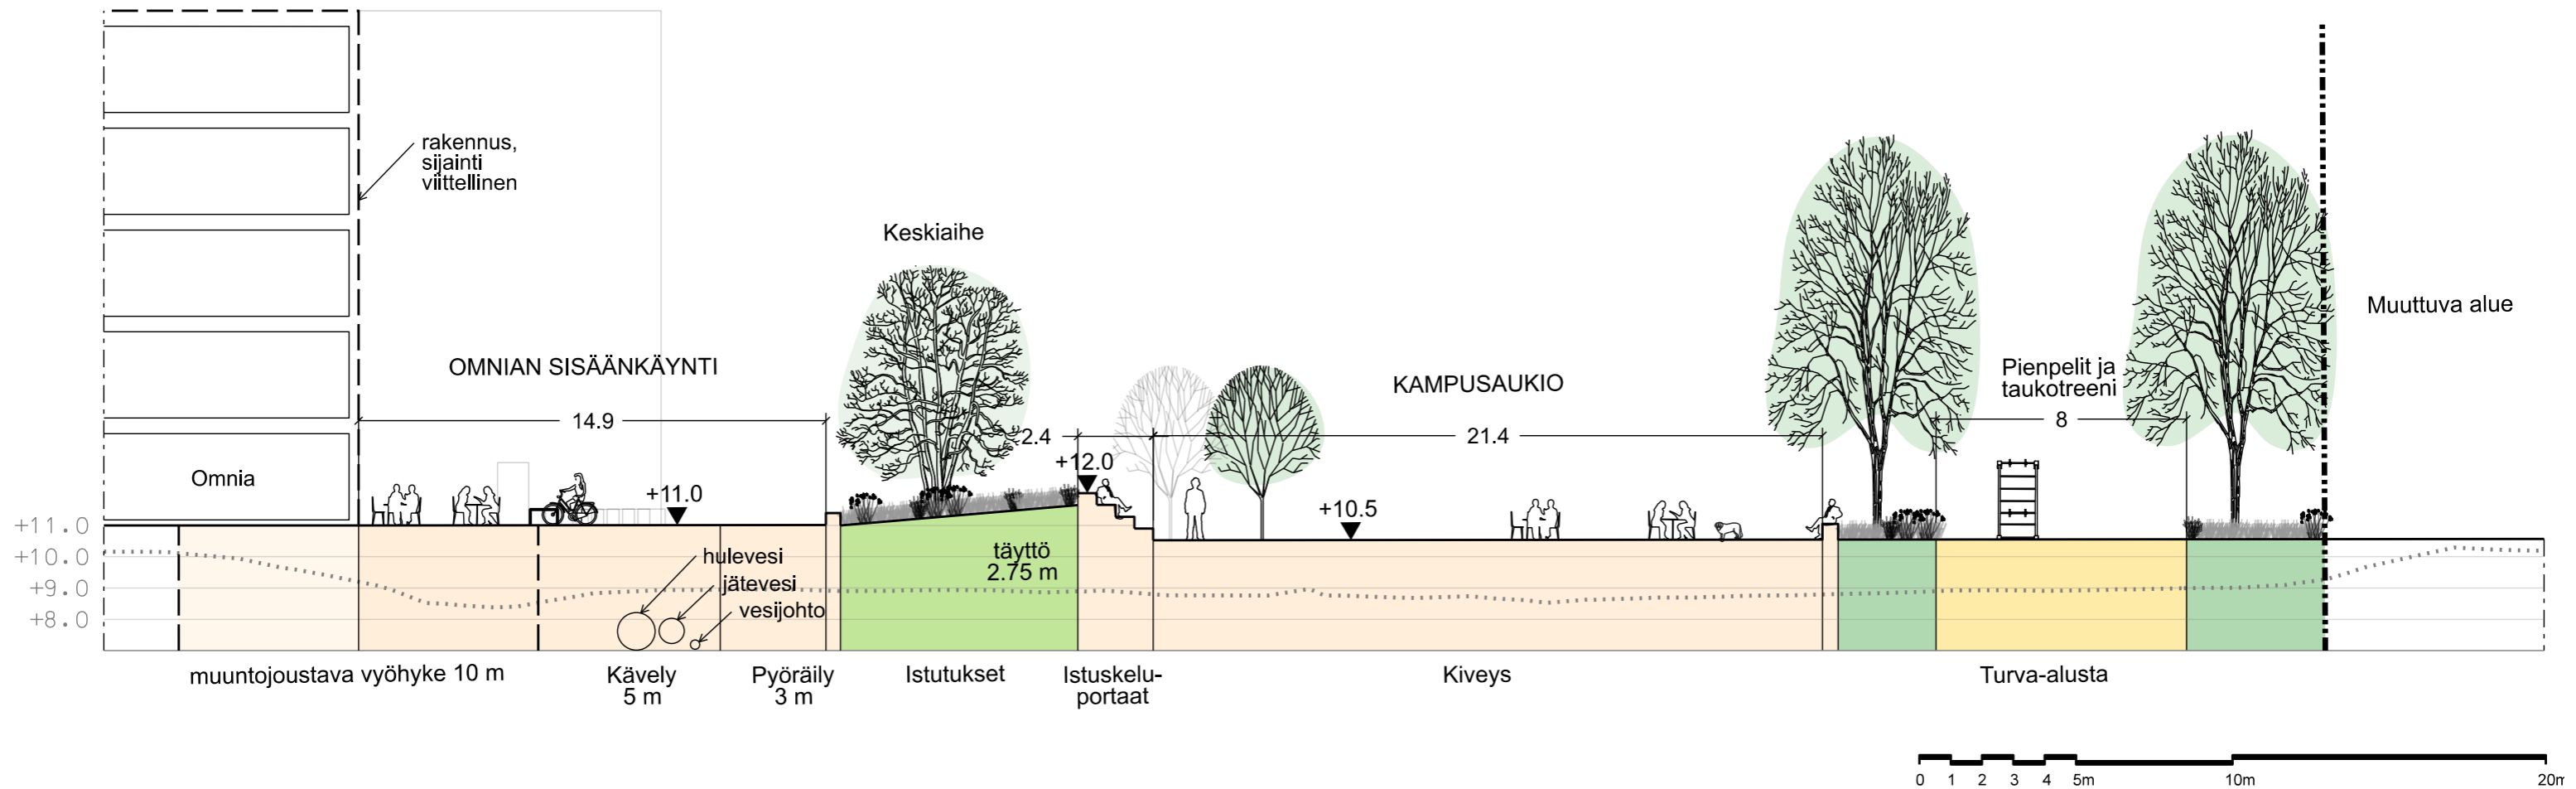 rakennus,
sijainti
viittellinen
Keskiaihe
Muuttuva alue
OMNIAN SISÄÄNKÄYNTI
KAMPUSAUKIO
Pienpelit ja
taukotreeni
14.9
2.4
21.4
8
Omnia
+12.0
+11.0
+10.5
+11.0
+10.0
+9.0
+8.0
hulevesi
jätevesi
vesijohto
täyttö
2.75 m
muuntojoustava vyöhyke 10 m
Kävely
5 m
Pyöräily
3 m
Istutukset
Istuskelu-
portaat
Kiveys
Turva-alusta
0 1 2 3 4 5m 10m 20m